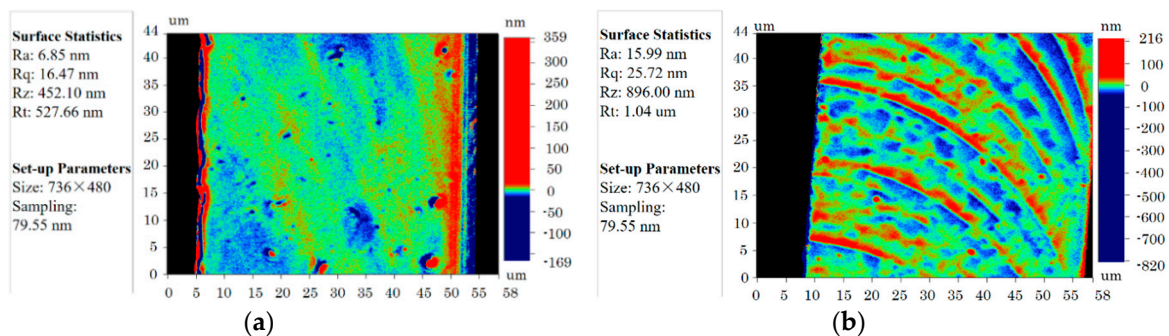 um
nm
Surface Statistics
Ra: 6.85 nm
Rq: 16.47 nm
Rz: 452.10 nm
Rt: 527.66 nm
Set-up Parameters
Size: 736×480
Sampling:
79.55 nm
44
40
35
30
25
20
15
10
5
0
0 5 10 15 20 25 30 35 40 45 50 58
359
300
250
200
150
100
50
0
-50
-100
-169
um
(a)
um
nm
Surface Statistics
Ra: 15.99 nm
Rq: 25.72 nm
Rz: 896.00 nm
Rt: 1.04 um
Set-up Parameters
Size: 736×480
Sampling:
79.55 nm
44
40
35
30
25
20
15
10
5
0
0 5 10 15 20 25 30 35 40 45 50 58
216
100
0
-100
-200
-300
-400
-500
-600
-700
-820
um
(b)